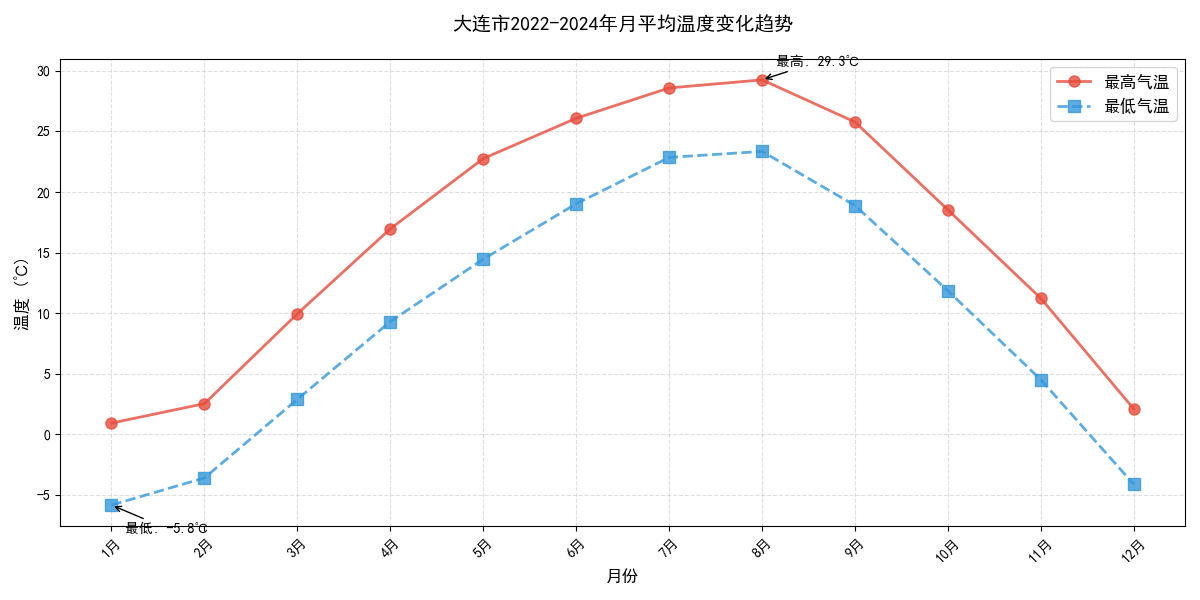 大连市2022-2024年月平均温度变化趋势
最高: 29.3℃
最高气温
最低气温
30
25
20
15
10
5
0
-5
温度 (℃)
最低: -5.8℃
1月
2月
3月
4月
5月
6月
7月
8月
9月
10月
11月
12月
月份